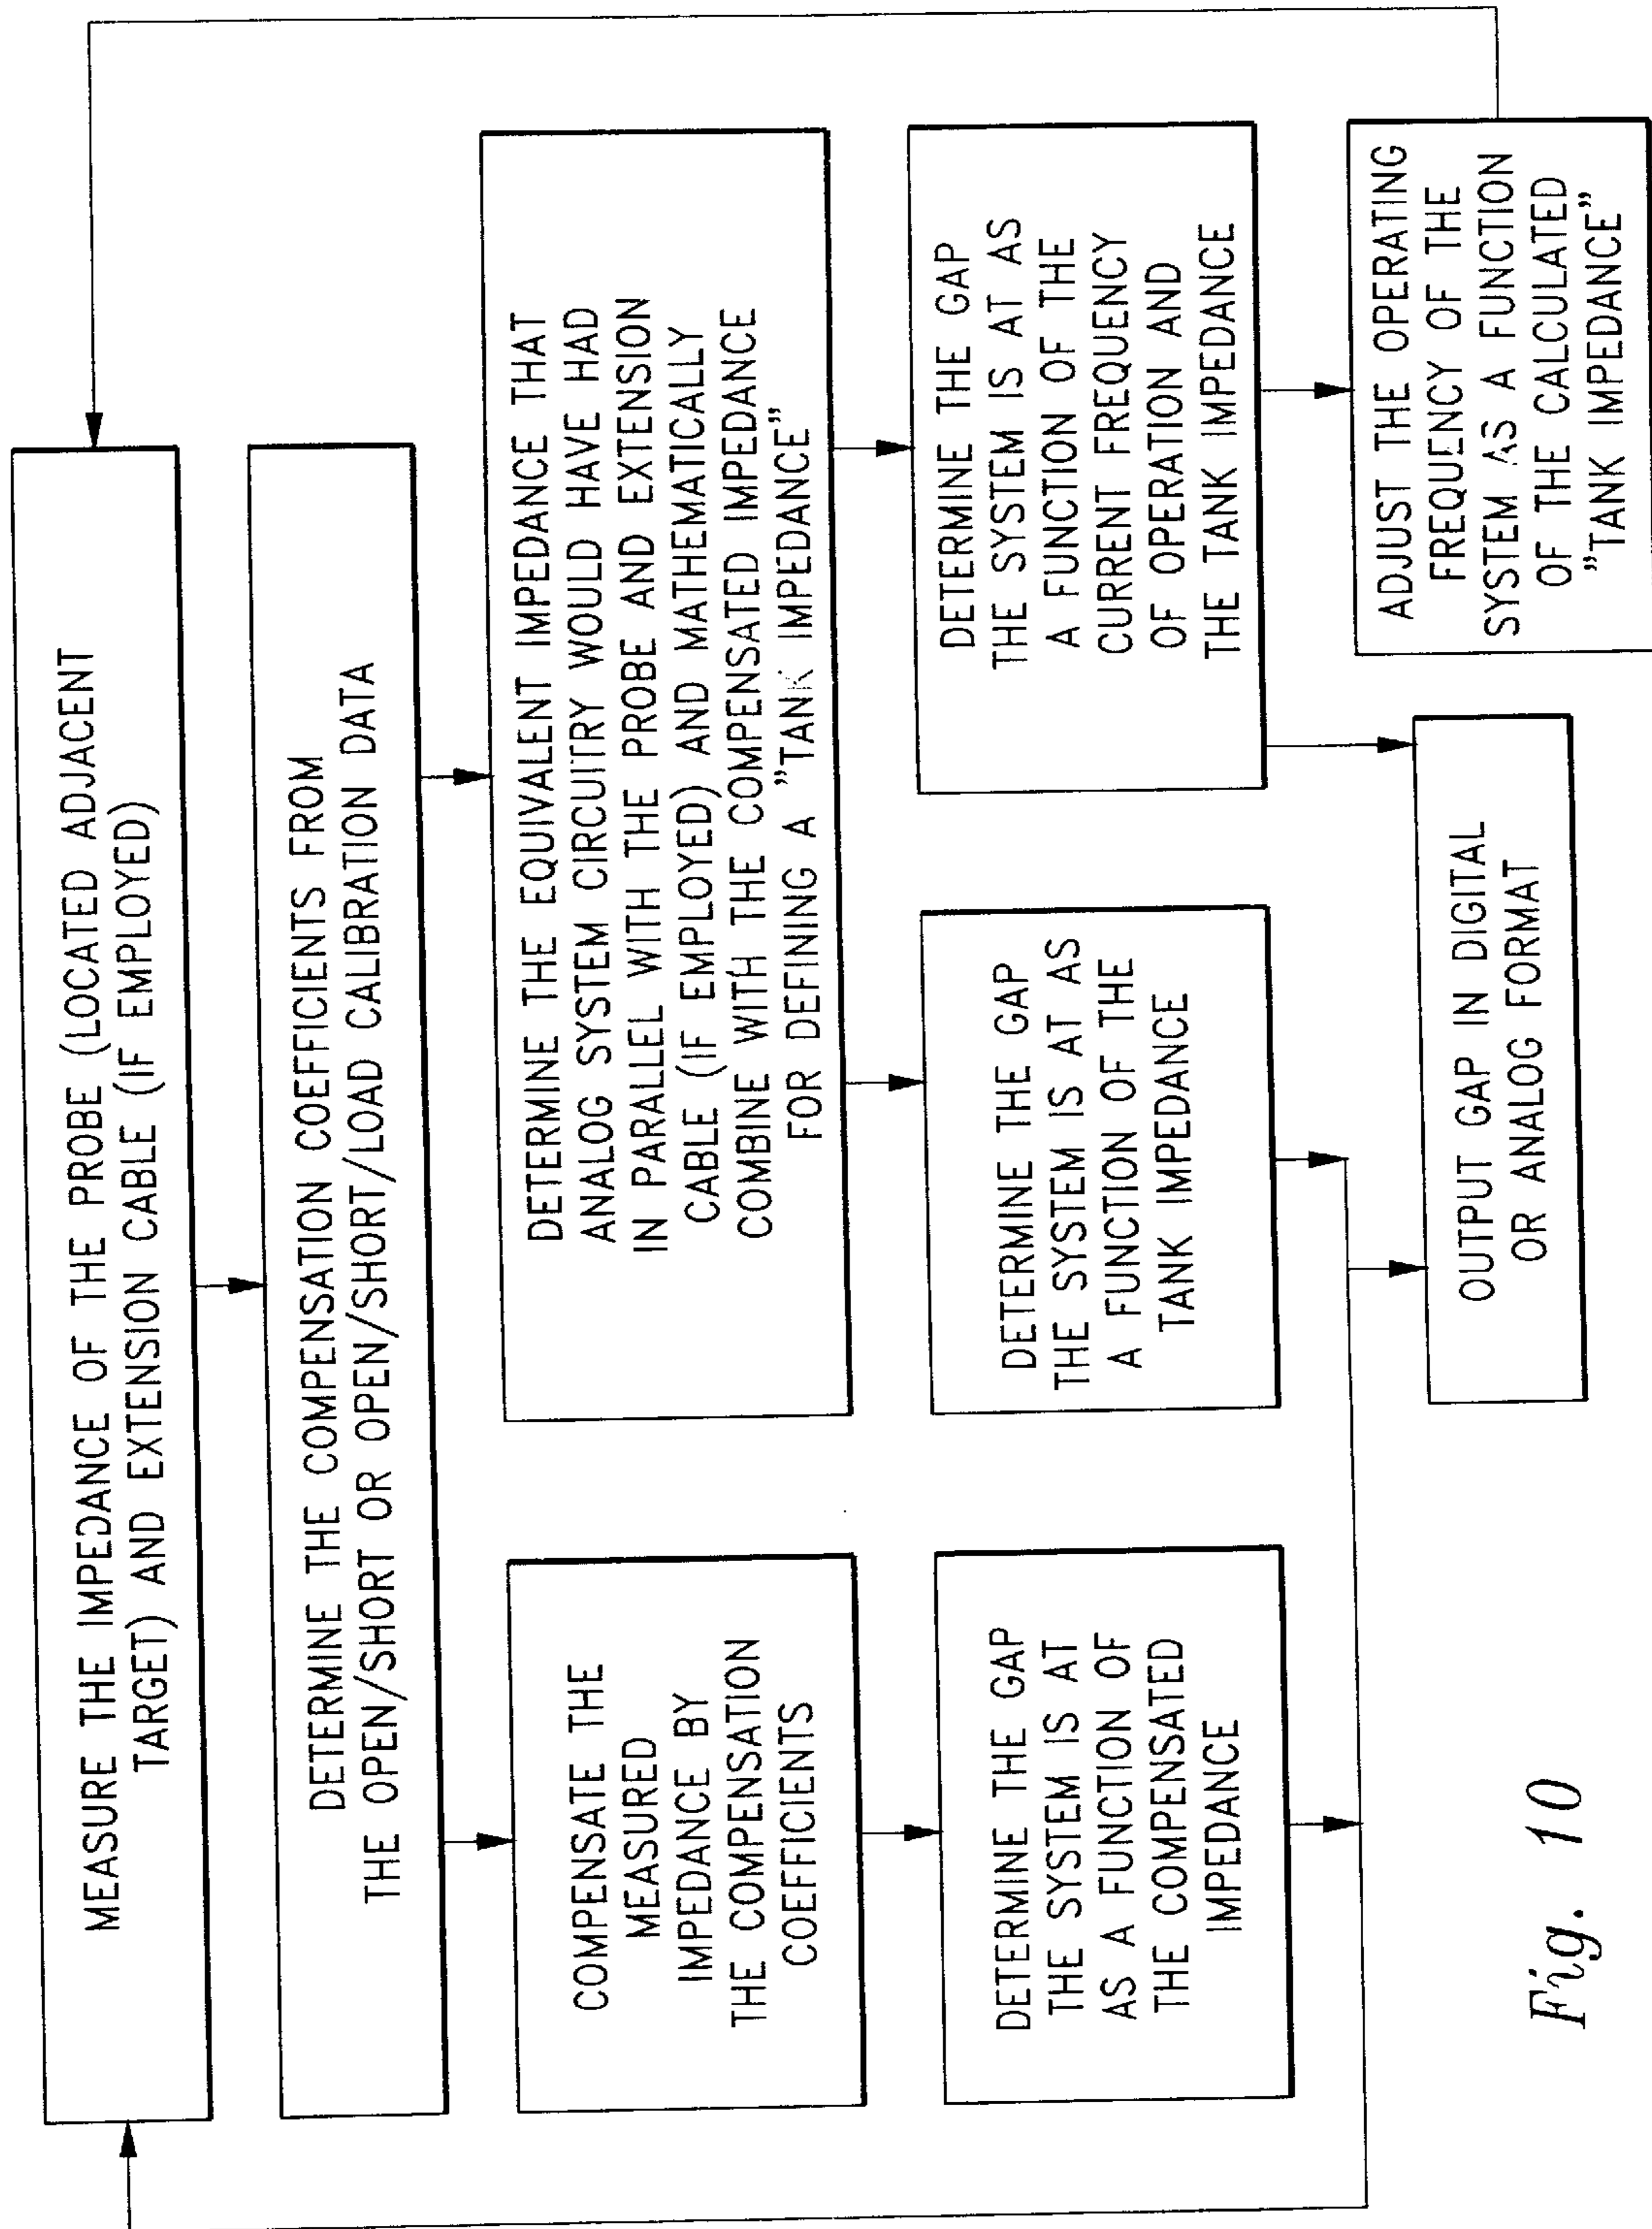 MEASURE THE IMPEDANCE OF THE PROBE (LOCATED ADJACENT
TARGET) AND EXTENSION CABLE (IF EMPLOYED)
DETERMINE THE COMPENSATION COEFFICIENTS FROM
THE OPEN/SHORT OR OPEN/SHORT/LOAD CALIBRATION DATA
COMPENSATE THE
MEASURED
IMPEDANCE BY
THE COMPENSATION
COEFFICIENTS
DETERMINE THE EQUIVALENT IMPEDANCE THAT
ANALOG SYSTEM CIRCUITRY WOULD HAVE HAD
IN PARALLEL WITH THE PROBE AND EXTENSION
CABLE (IF EMPLOYED) AND MATHEMATICALLY
COMBINE WITH THE COMPENSATED IMPEDANCE
FOR DEFINING A "TANK IMPEDANCE"
DETERMINE THE GAP
THE SYSTEM IS AT
AS A FUNCTION OF
THE COMPENSATED
IMPEDANCE
DETERMINE THE GAP
THE SYSTEM IS AT AS
A FUNCTION OF THE
TANK IMPEDANCE
DETERMINE THE GAP
THE SYSTEM IS AT AS
A FUNCTION OF THE
CURRENT FREQUENCY
OF OPERATION AND
THE TANK IMPEDANCE
OUTPUT GAP IN DIGITAL
OR ANALOG FORMAT
ADJUST THE OPERATING
FREQUENCY OF THE
SYSTEM AS A FUNCTION
OF THE CALCULATED
"TANK IMPEDANCE"
Fig. 10